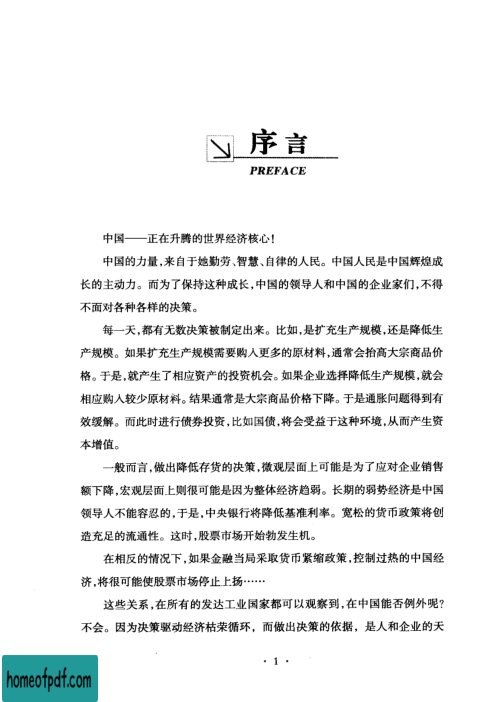 序言
PREFACE
中国——正在升腾的世界经济核心！
中国的力量，来自于她勤劳、智慧、自律的人民。中国人民是中国辉煌成
长的主动力。而为了保持这种成长，中国的领导人和中国的企业家们，不得
不面对各种各样的决策。
每一天，都有无数决策被制定出来。比如，是扩充生产规模，还是降低生
产规模。如果扩充生产规模需要购入更多的原材料，通常会抬高大宗商品价
格。于是，就产生了相应资产的投资机会。如果企业选择降低生产规模，就会
相应购入较少原材料。结果通常是大宗商品价格下降。于是通胀问题得到有
效缓解。而此时进行债券投资，比如国债，将会受益于这种环境，从而产生资
本增值。
一般而言，做出降低存货的决策，微观层面上可能是为了应对企业销售
额下降，宏观层面上则很可能是因为整体经济趋弱。长期的弱势经济是中国
领导人不能容忍的，于是，中央银行将降低基准利率。宽松的货币政策将创
造充足的流通性。这时，股票市场开始勃发生机。
在相反的情况下，如果金融当局采取货币紧缩政策，控制过热的中国经
济，将很可能使股票市场停止上扬……
这些关系，在所有的发达工业国家都可以观察到，在中国能否例外呢？
不会。因为决策驱动经济枯荣循环，而做出决策的依据，是人和企业的天
· 1 ·
homeofpdf.com